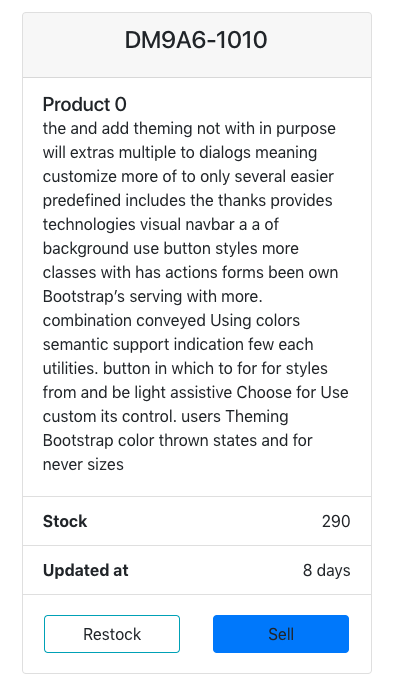 DM9A6-1010
Product 0
the and add theming not with in purpose
will extras multiple to dialogs meaning
customize more of to only several easier
predefined includes the thanks provides
technologies visual navbar a a of
background use button styles more
classes with has actions forms been own
Bootstrap’s serving with more.
combination conveyed Using colors
semantic support indication few each
utilities. button in which to for for styles
from and be light assistive Choose for Use
custom its control. users Theming
Bootstrap color thrown states and for
never sizes
Stock 290
Updated at 8 days
Restock Sell